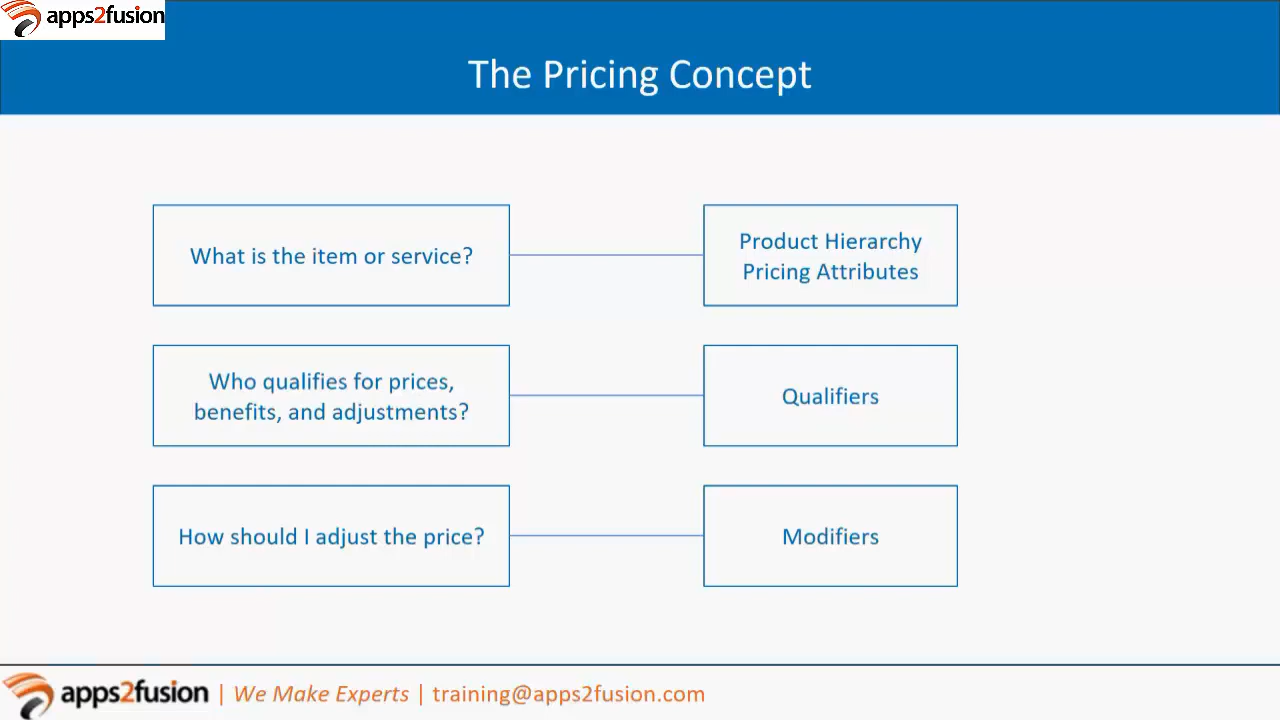 apps2fusion
The Pricing Concept
What is the item or service?
Product Hierarchy
Pricing Attributes
Who qualifies for prices,
benefits, and adjustments?
Qualifiers
How should I adjust the price?
Modifiers
apps2fusion | We Make Experts | training@apps2fusion.com